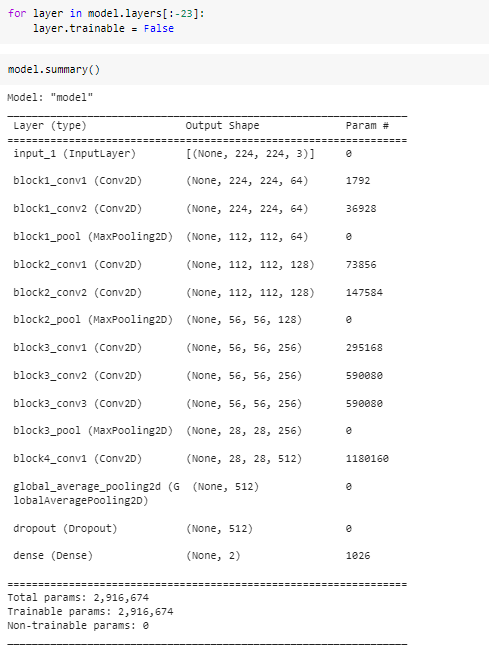 for layer in model.layers[:-23]:
    layer.trainable = False
model.summary()
Model: "model"
_________________________________________________________________
Layer (type) Output Shape Param #
=================================================================
input_1 (InputLayer) [(None, 224, 224, 3)] 0
block1_conv1 (Conv2D) (None, 224, 224, 64) 1792
block1_conv2 (Conv2D) (None, 224, 224, 64) 36928
block1_pool (MaxPooling2D) (None, 112, 112, 64) 0
block2_conv1 (Conv2D) (None, 112, 112, 128) 73856
block2_conv2 (Conv2D) (None, 112, 112, 128) 147584
block2_pool (MaxPooling2D) (None, 56, 56, 128) 0
block3_conv1 (Conv2D) (None, 56, 56, 256) 295168
block3_conv2 (Conv2D) (None, 56, 56, 256) 590080
block3_conv3 (Conv2D) (None, 56, 56, 256) 590080
block3_pool (MaxPooling2D) (None, 28, 28, 256) 0
block4_conv1 (Conv2D) (None, 28, 28, 512) 1180160
global_average_pooling2d (G (None, 512) 0
lobalAveragePooling2D)
dropout (Dropout) (None, 512) 0
dense (Dense) (None, 2) 1026
=================================================================
Total params: 2,916,674
Trainable params: 2,916,674
Non-trainable params: 0
_________________________________________________________________